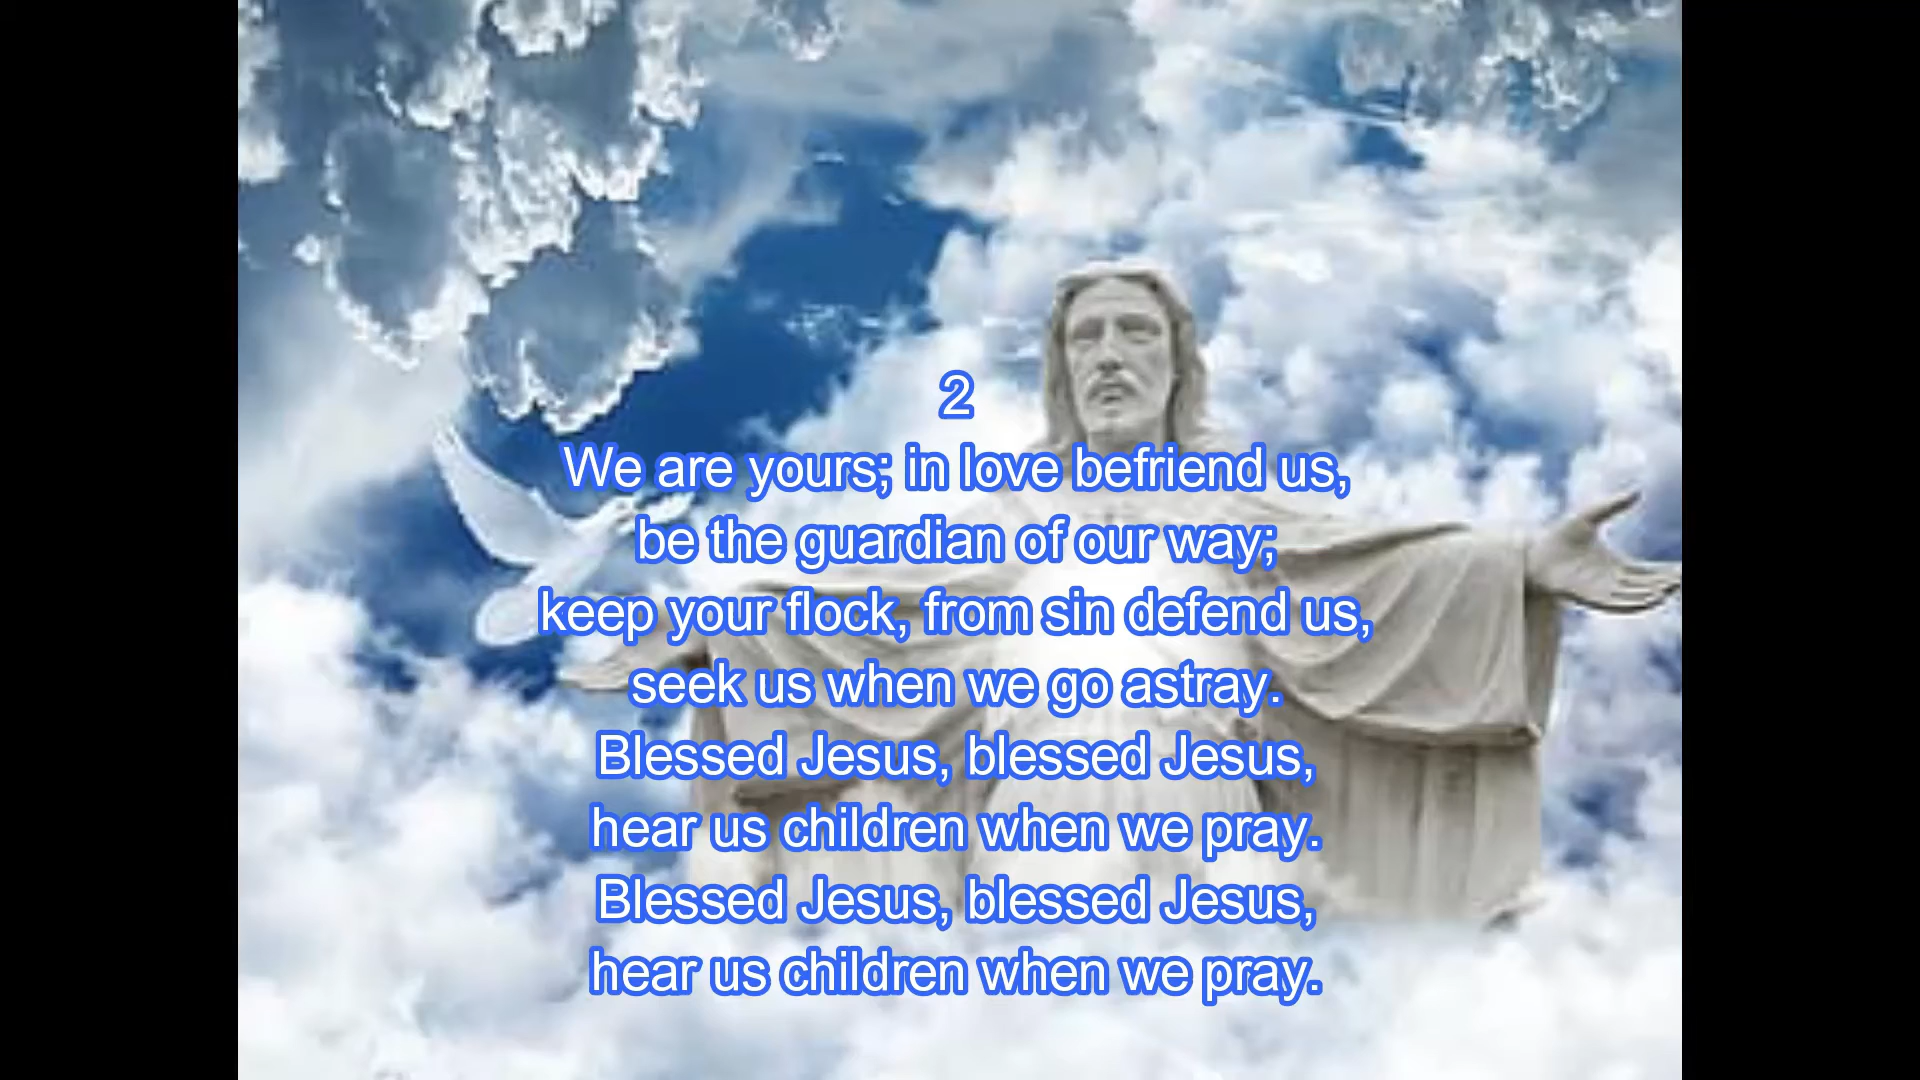 2
We are yours; in love befriend us,
be the guardian of our way;
keep your flock, from sin defend us,
seek us when we go astray.
Blessed Jesus, blessed Jesus,
hear us children when we pray.
Blessed Jesus, blessed Jesus,
hear us children when we pray.